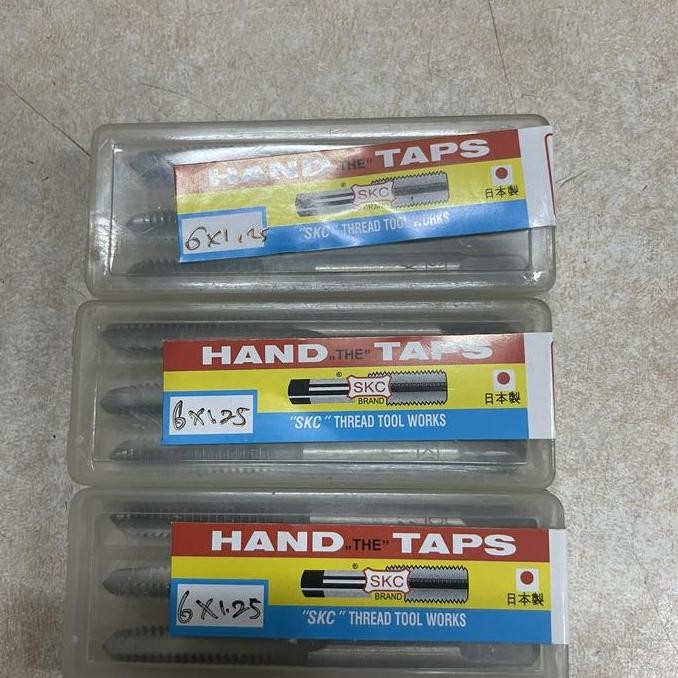 HAND „THE” TAPS
® SKC
BRAND
日本製
6x1.25
"SKC" THREAD TOOL WORKS
HAND „THE” TAPS
® SKC
BRAND
日本製
6x1.25
"SKC" THREAD TOOL WORKS
HAND „THE” TAPS
® SKC
BRAND
日本製
6x1.25
"SKC" THREAD TOOL WORKS